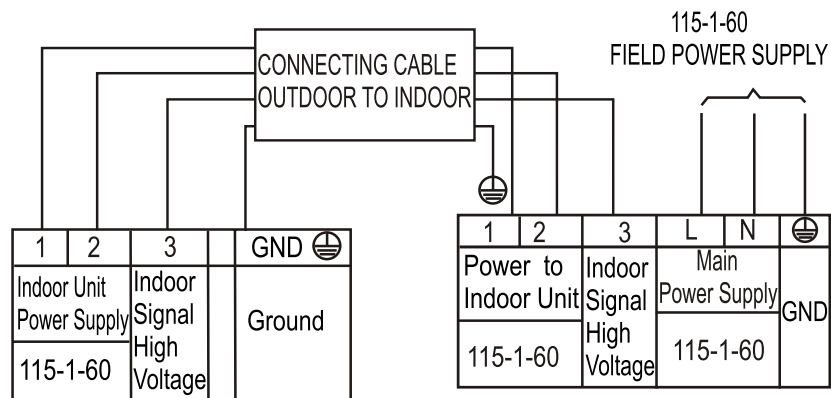 115-1-60
FIELD POWER SUPPLY
CONNECTING CABLE
OUTDOOR TO INDOOR
1 2 3 GND
Indoor Unit
Power Supply
115-1-60
Indoor
Signal
High
Voltage
Ground
1 2 3 L N
Power to
Indoor Unit
115-1-60
Indoor
Signal
High
Voltage
Main
Power Supply
115-1-60
GND